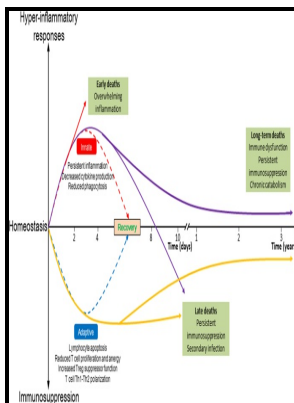 Hyper-inflammatory
responses
Early deaths
Overwhelming
inflammation
Innate
Persistent inflammation
Decreased cytokine production
Reduced phagocytosis
Long-term deaths
Immune dysfunction
Persistent
immunosuppression
Chronic catabolism
Homeostasis
Recovery
2
4
6
8
10
1
2
3
Time (days)
Time (years)
Adaptive
Lymphocyte apoptosis
Reduced T cell proliferation and anergy
Increased Treg suppressor function
T cell Th1-Th2 polarization
Late deaths
Persistent
immunosuppression
Secondary infection
Immunosuppression